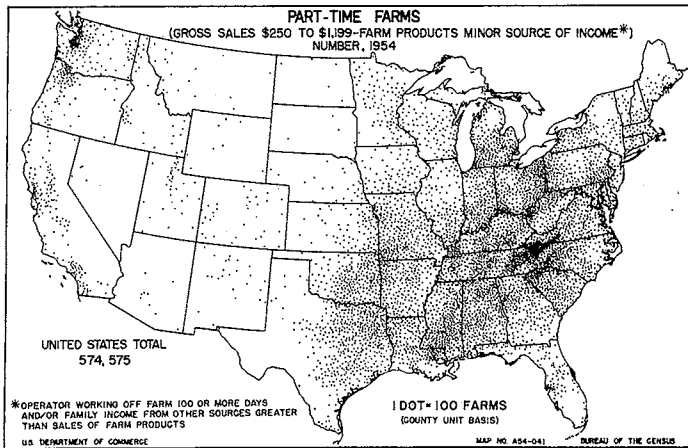 PART-TIME FARMS
(GROSS SALES $250 TO $1,199-FARM PRODUCTS MINOR SOURCE OF INCOME*)
NUMBER, 1954
UNITED STATES TOTAL
574,575
*OPERATOR WORKING OFF FARM 100 OR MORE DAYS
AND/OR FAMILY INCOME FROM OTHER SOURCES GREATER
THAN SALES OF FARM PRODUCTS
1 DOT=100 FARMS
(COUNTY UNIT BASIS)
U.S. DEPARTMENT OF COMMERCE
MAP NO. A54-041
BUREAU OF THE CENSUS